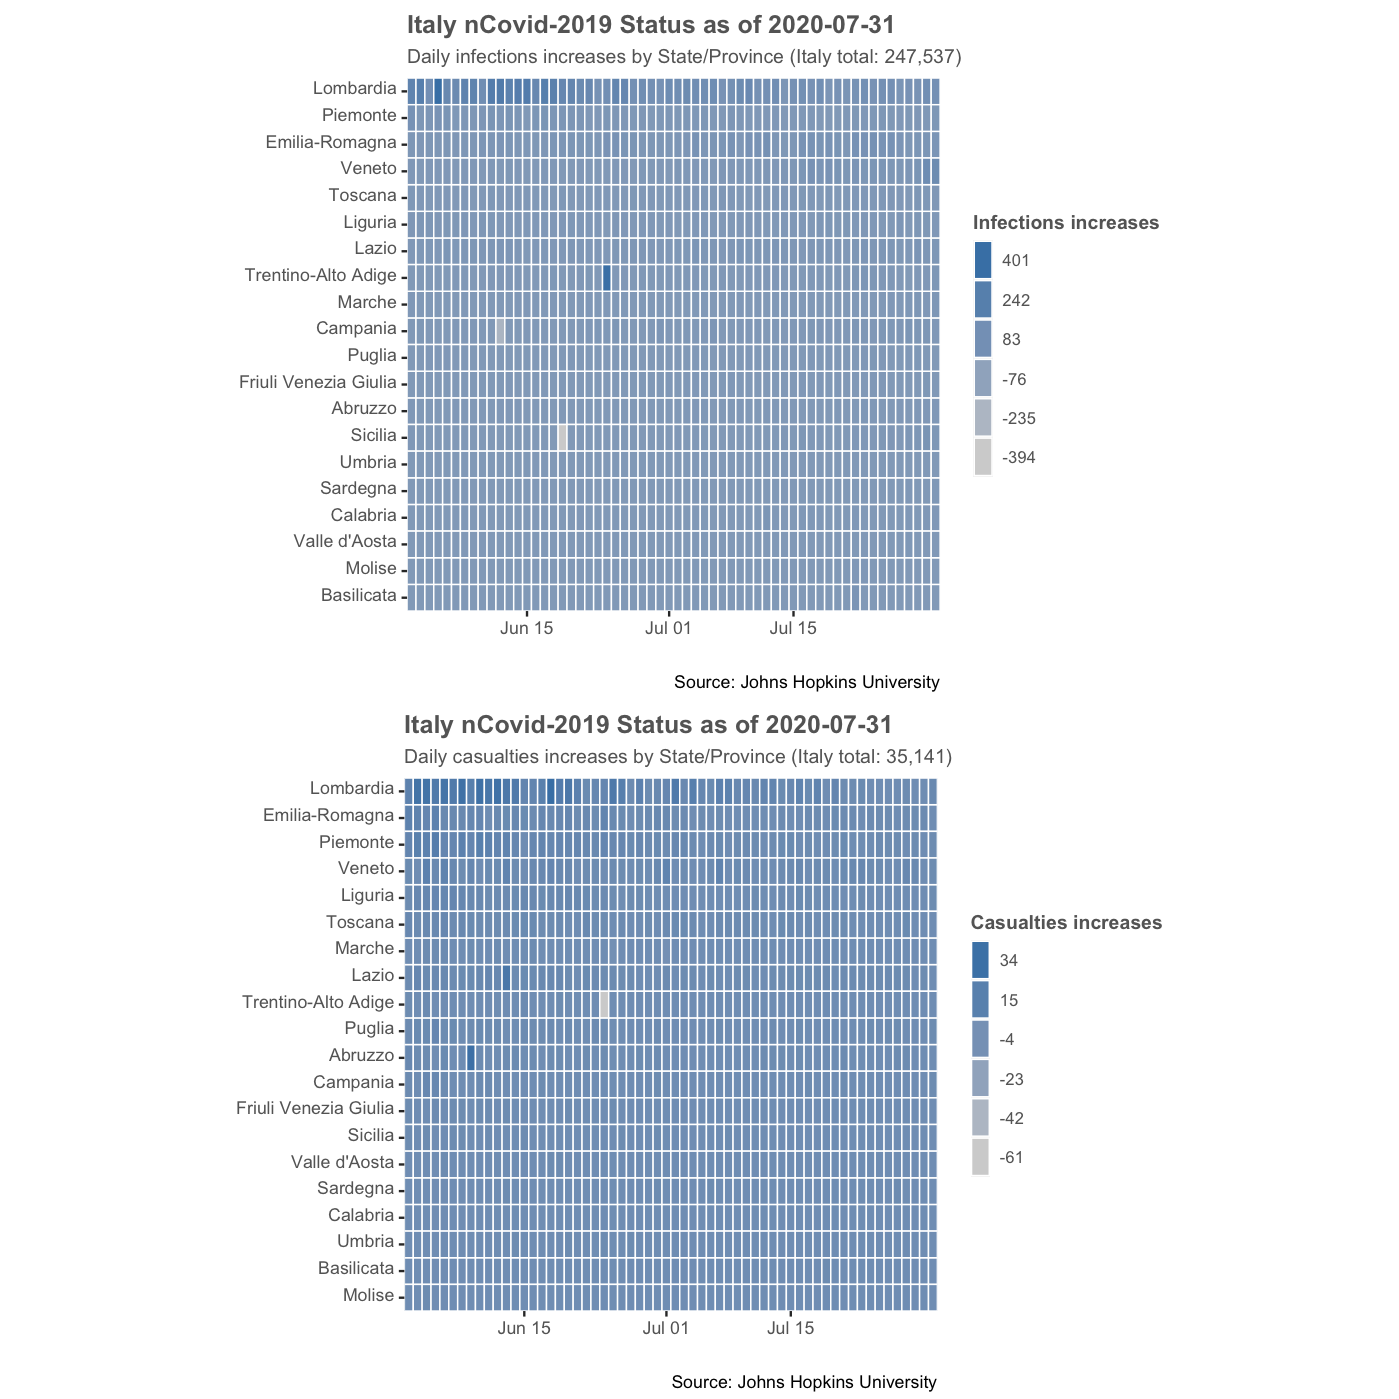 Italy nCovid-2019 Status as of 2020-07-31
Daily infections increases by State/Province (Italy total: 247,537)
Lombardia
Piemonte
Emilia-Romagna
Veneto
Toscana
Liguria
Lazio
Trentino-Alto Adige
Marche
Campania
Puglia
Friuli Venezia Giulia
Abruzzo
Sicilia
Umbria
Sardegna
Calabria
Valle d'Aosta
Molise
Basilicata
Jun 15
Jul 01
Jul 15
Infections increases
401
242
83
-76
-235
-394
Source: Johns Hopkins University
Italy nCovid-2019 Status as of 2020-07-31
Daily casualties increases by State/Province (Italy total: 35,141)
Lombardia
Emilia-Romagna
Piemonte
Veneto
Liguria
Toscana
Marche
Lazio
Trentino-Alto Adige
Puglia
Abruzzo
Campania
Friuli Venezia Giulia
Sicilia
Valle d'Aosta
Sardegna
Calabria
Umbria
Basilicata
Molise
Jun 15
Jul 01
Jul 15
Casualties increases
34
15
-4
-23
-42
-61
Source: Johns Hopkins University